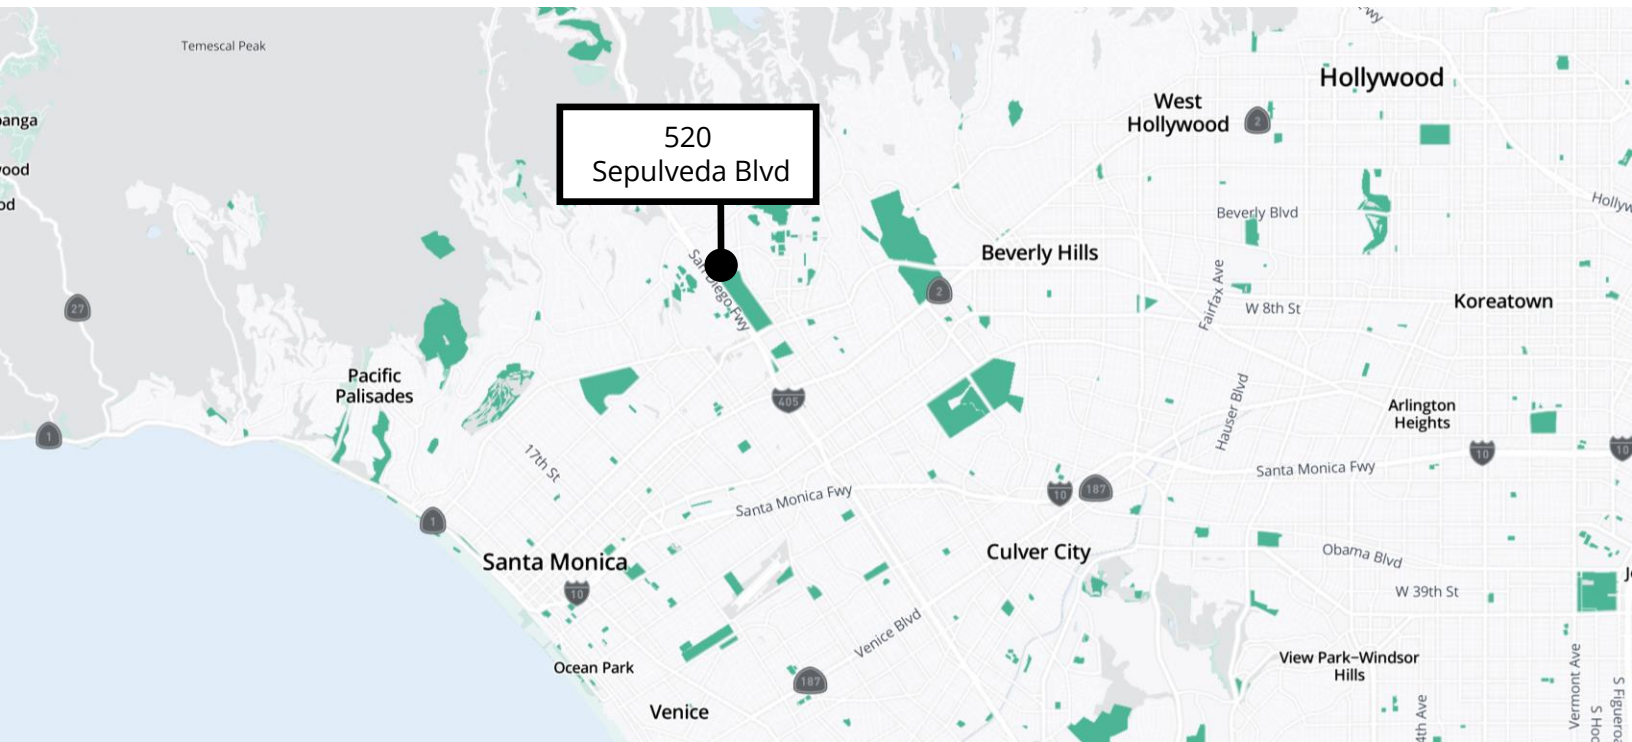 Fwy
Temescal Peak
Hollywood
West
Hollywood
2
anga
520
Sepulveda Blvd
ood
od
Hollyw
Beverly Blvd
Beverly Hills
San Diego Fwy
2
Fairfax Ave
W 8th St
Koreatown
27
Pacific
Palisades
405
Hauser Blvd
Arlington
Heights
1
10
10
17th St
Santa Monica Fwy
Santa Monica Fwy
10
187
1
Santa Monica
Culver City
Obama Blvd
10
W 39th St
J
Venice Blvd
Ocean Park
View Park-Windsor
Hills
187
Venice
4th Ave
Vermont Ave
S Hoo
S Figueroa